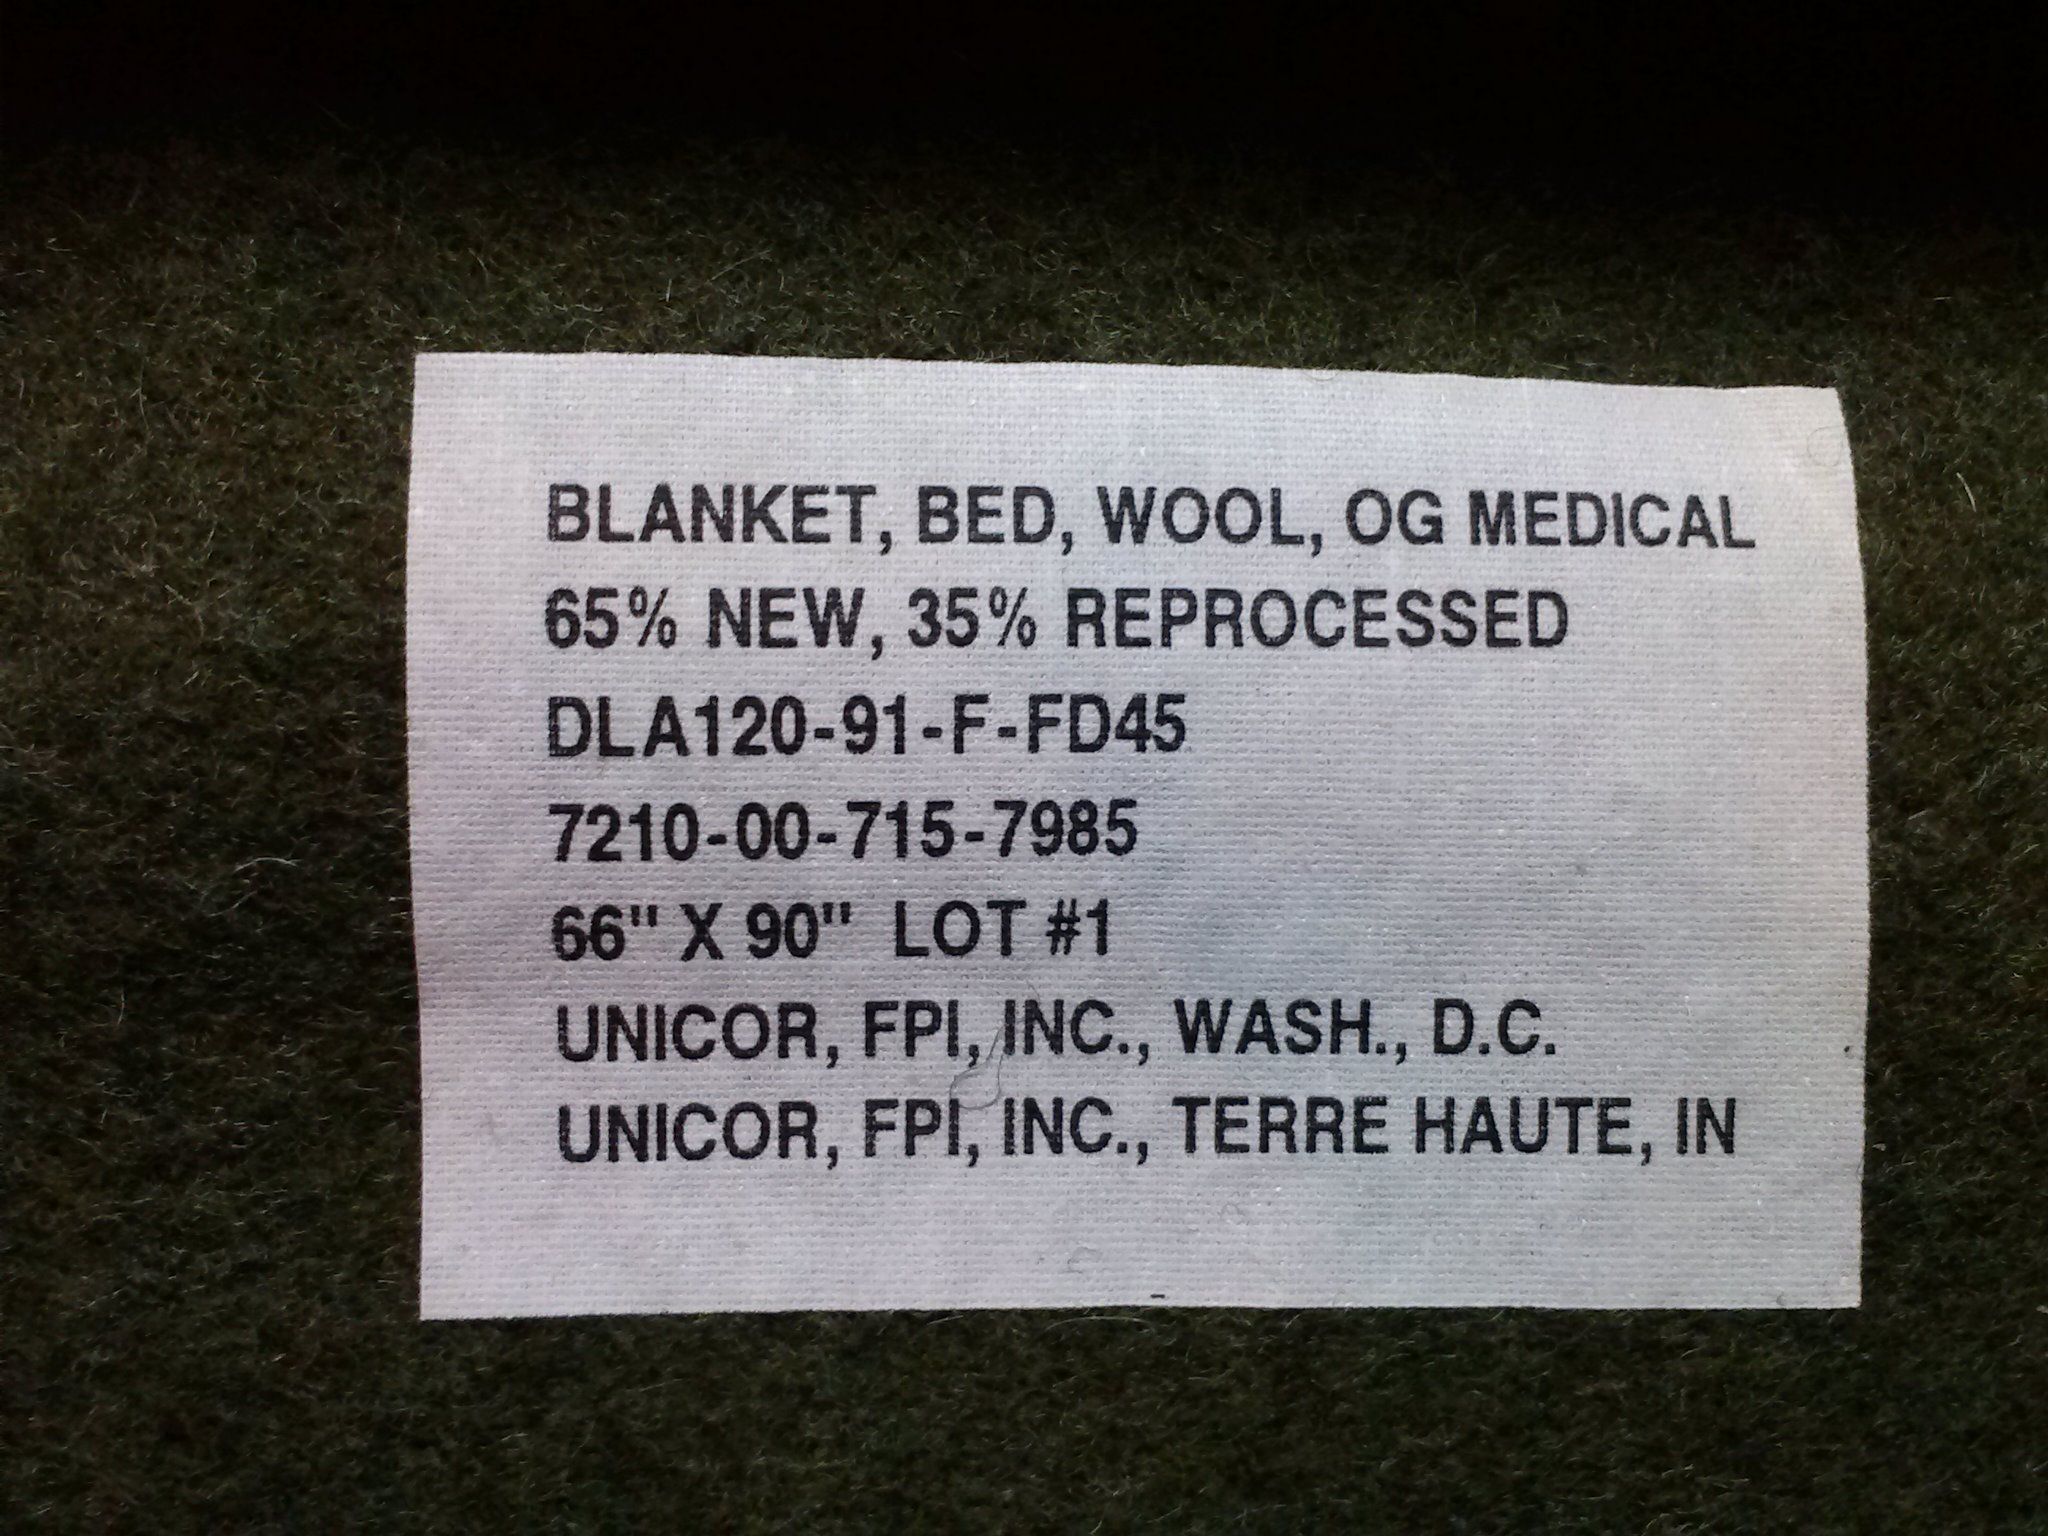 BLANKET, BED, WOOL, OG MEDICAL
65% NEW, 35% REPROCESSED
DLA120-91-F-FD45
7210-00-715-7985
66" X 90" LOT #1
UNICOR, FPI, INC., WASH., D.C.
UNICOR, FPI, INC., TERRE HAUTE, IN